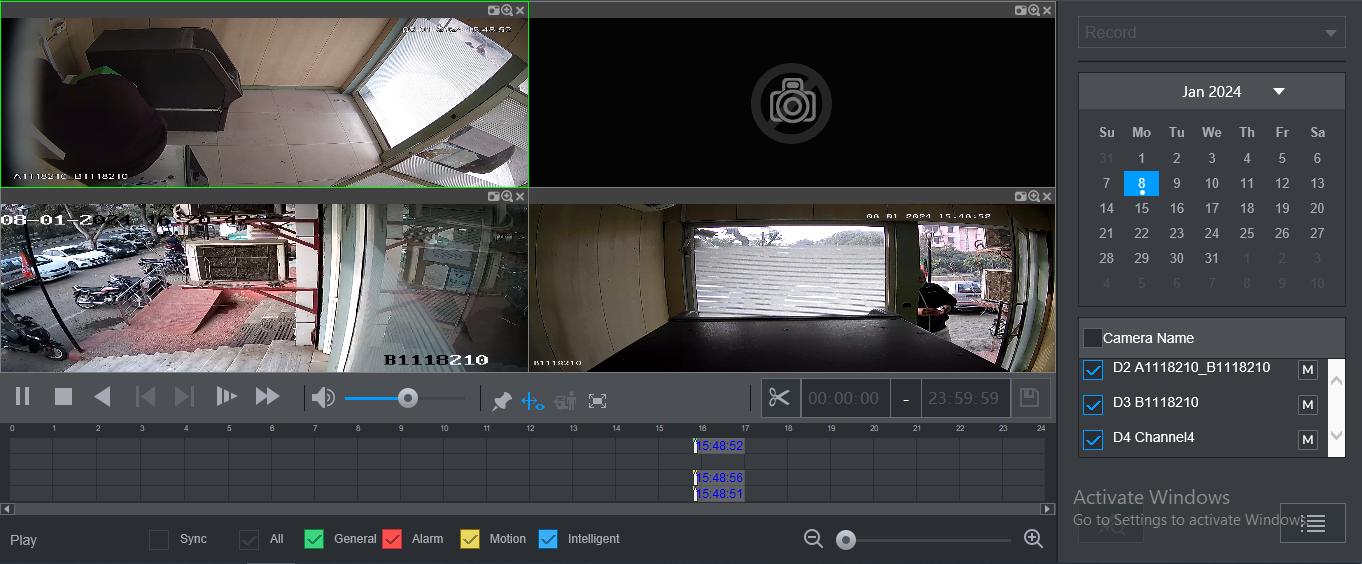 08-01-2024 15:48:52
A1118210 B1118210
08-01-2
B1118210
08 01 2024 15:48:52
B1118210
Record
Jan 2024
Su Mo Tu We Th Fr Sa
31 1 2 3 4 5 6
7 8 9 10 11 12 13
14 15 16 17 18 19 20
21 22 23 24 25 26 27
28 29 30 31 1 2 3
4 5 6 7 8 9 10
Camera Name
D2 A1118210_B1118210 M
D3 B1118210 M
D4 Channel4 M
00:00:00 - 23:59:59
0 1 2 3 4 5 6 7 8 9 10 11 12 13 14 15 16 17 18 19 20 21 22 23 24
15:48:52
15:48:56
15:48:51
Play Sync All General Alarm Motion Intelligent
Activate Windows
Go to Settings to activate Windows.